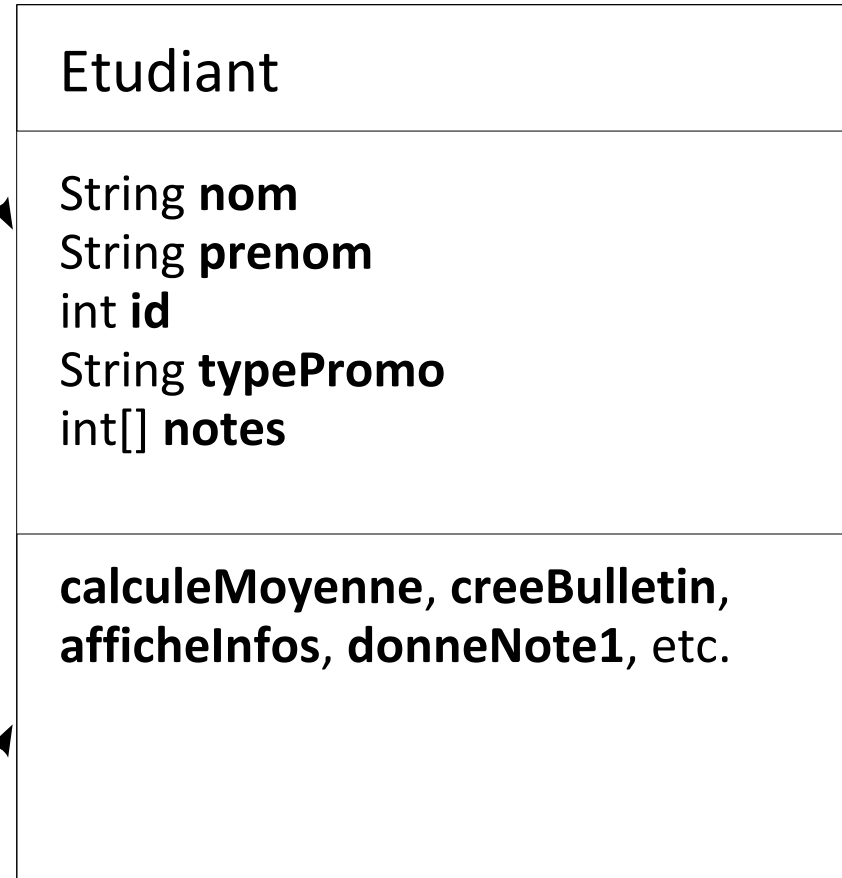 Etudiant
String nom
String prenom
int id
String typePromo
int[] notes
calculeMoyenne, creeBulletin,
afficheInfos, donneNote1, etc.